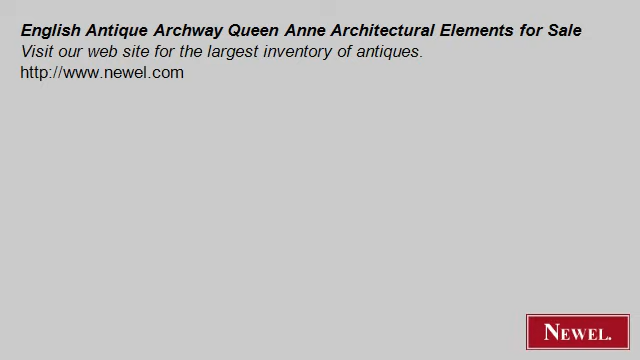 English Antique Archway Queen Anne Architectural Elements for Sale
Visit our web site for the largest inventory of antiques.
http://www.newel.com
NEWEL.